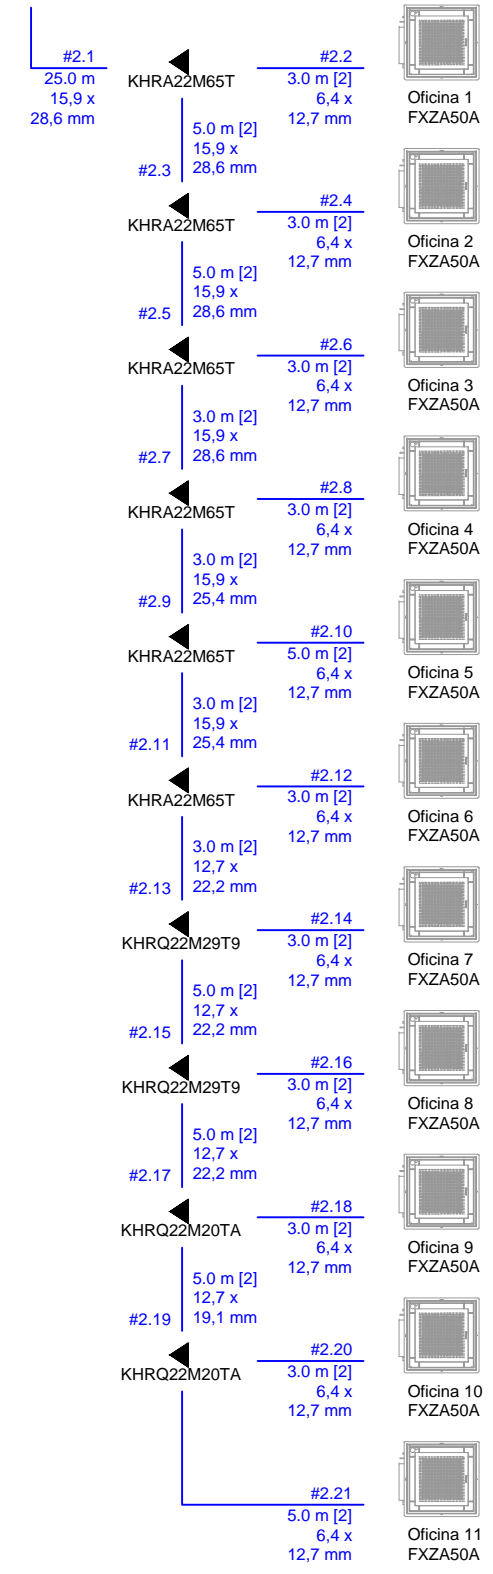 #2.1
25.0 m
15,9 x
28,6 mm
KHRA22M65T
#2.2
3.0 m [2]
6,4 x
12,7 mm
Oficina 1
FXZA50A
#2.3
5.0 m [2]
15,9 x
28,6 mm
KHRA22M65T
#2.4
3.0 m [2]
6,4 x
12,7 mm
Oficina 2
FXZA50A
#2.5
5.0 m [2]
15,9 x
28,6 mm
KHRA22M65T
#2.6
3.0 m [2]
6,4 x
12,7 mm
Oficina 3
FXZA50A
#2.7
3.0 m [2]
15,9 x
28,6 mm
KHRA22M65T
#2.8
3.0 m [2]
6,4 x
12,7 mm
Oficina 4
FXZA50A
#2.9
3.0 m [2]
15,9 x
25,4 mm
KHRA22M65T
#2.10
5.0 m [2]
6,4 x
12,7 mm
Oficina 5
FXZA50A
#2.11
3.0 m [2]
15,9 x
25,4 mm
KHRA22M65T
#2.12
3.0 m [2]
6,4 x
12,7 mm
Oficina 6
FXZA50A
#2.13
3.0 m [2]
12,7 x
22,2 mm
KHRQ22M29T9
#2.14
3.0 m [2]
6,4 x
12,7 mm
Oficina 7
FXZA50A
#2.15
5.0 m [2]
12,7 x
22,2 mm
KHRQ22M29T9
#2.16
3.0 m [2]
6,4 x
12,7 mm
Oficina 8
FXZA50A
#2.17
5.0 m [2]
12,7 x
22,2 mm
KHRQ22M20TA
#2.18
3.0 m [2]
6,4 x
12,7 mm
Oficina 9
FXZA50A
#2.19
5.0 m [2]
12,7 x
19,1 mm
KHRQ22M20TA
#2.20
3.0 m [2]
6,4 x
12,7 mm
Oficina 10
FXZA50A
#2.21
5.0 m [2]
6,4 x
12,7 mm
Oficina 11
FXZA50A